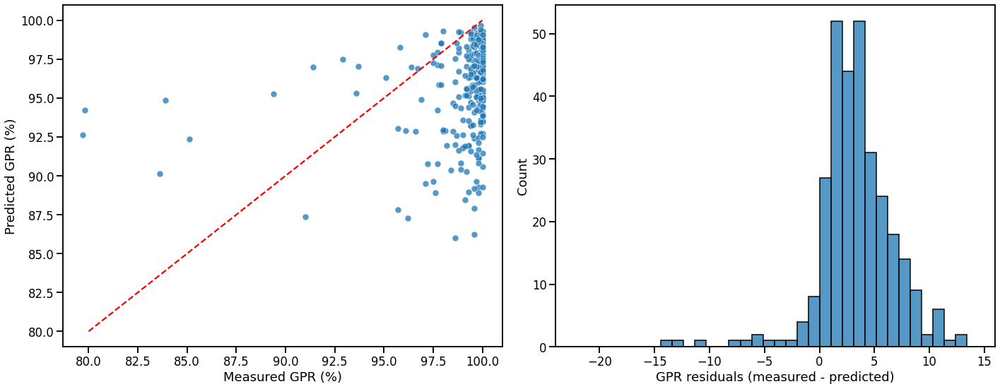 100.0
97.5
95.0
92.5
90.0
87.5
85.0
82.5
80.0
Predicted GPR (%)
80.0 82.5 85.0 87.5 90.0 92.5 95.0 97.5 100.0
Measured GPR (%)
50
40
30
20
10
0
Count
−20 −15 −10 −5 0 5 10 15
GPR residuals (measured - predicted)